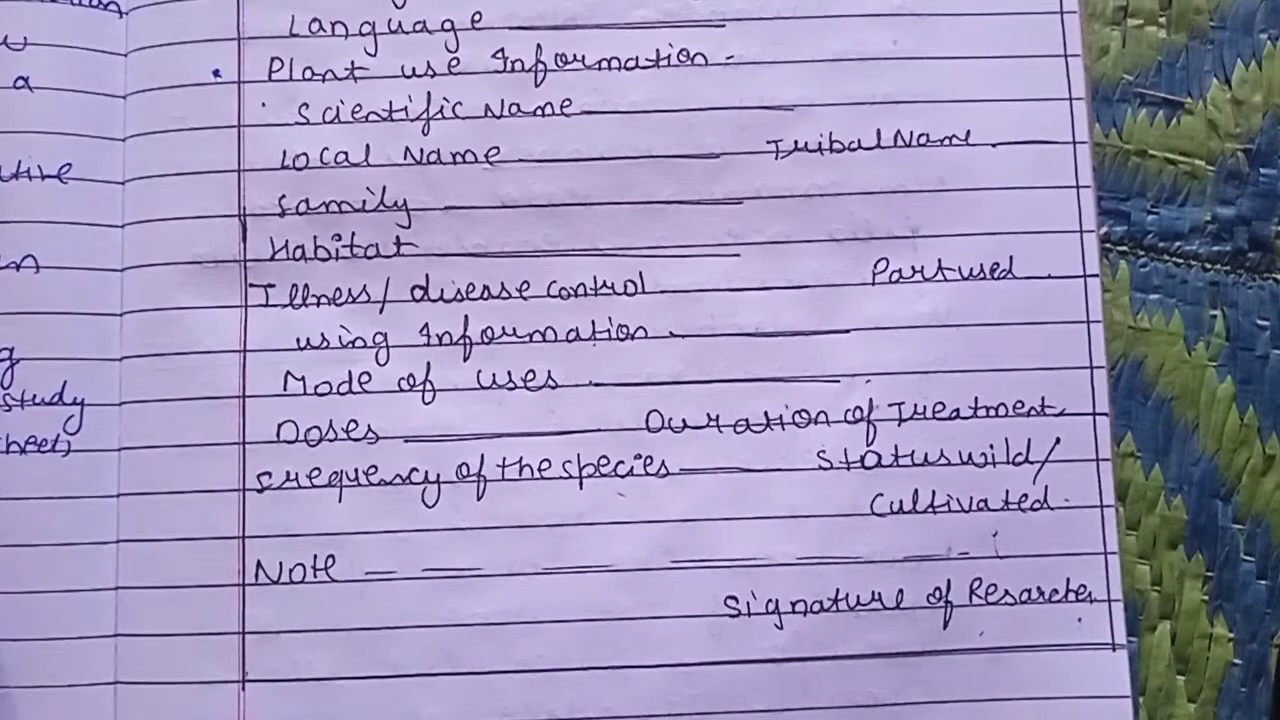 Language
Plant use Information -
Scientific Name
Local Name Tribal Name
family
Habitat
Illness/ disease control Part used
using Information
Mode of uses
Doses Duration of Treatment
frequency of the species Status wild/
Cultivated
Note
Signature of Resarcher
a
g
study